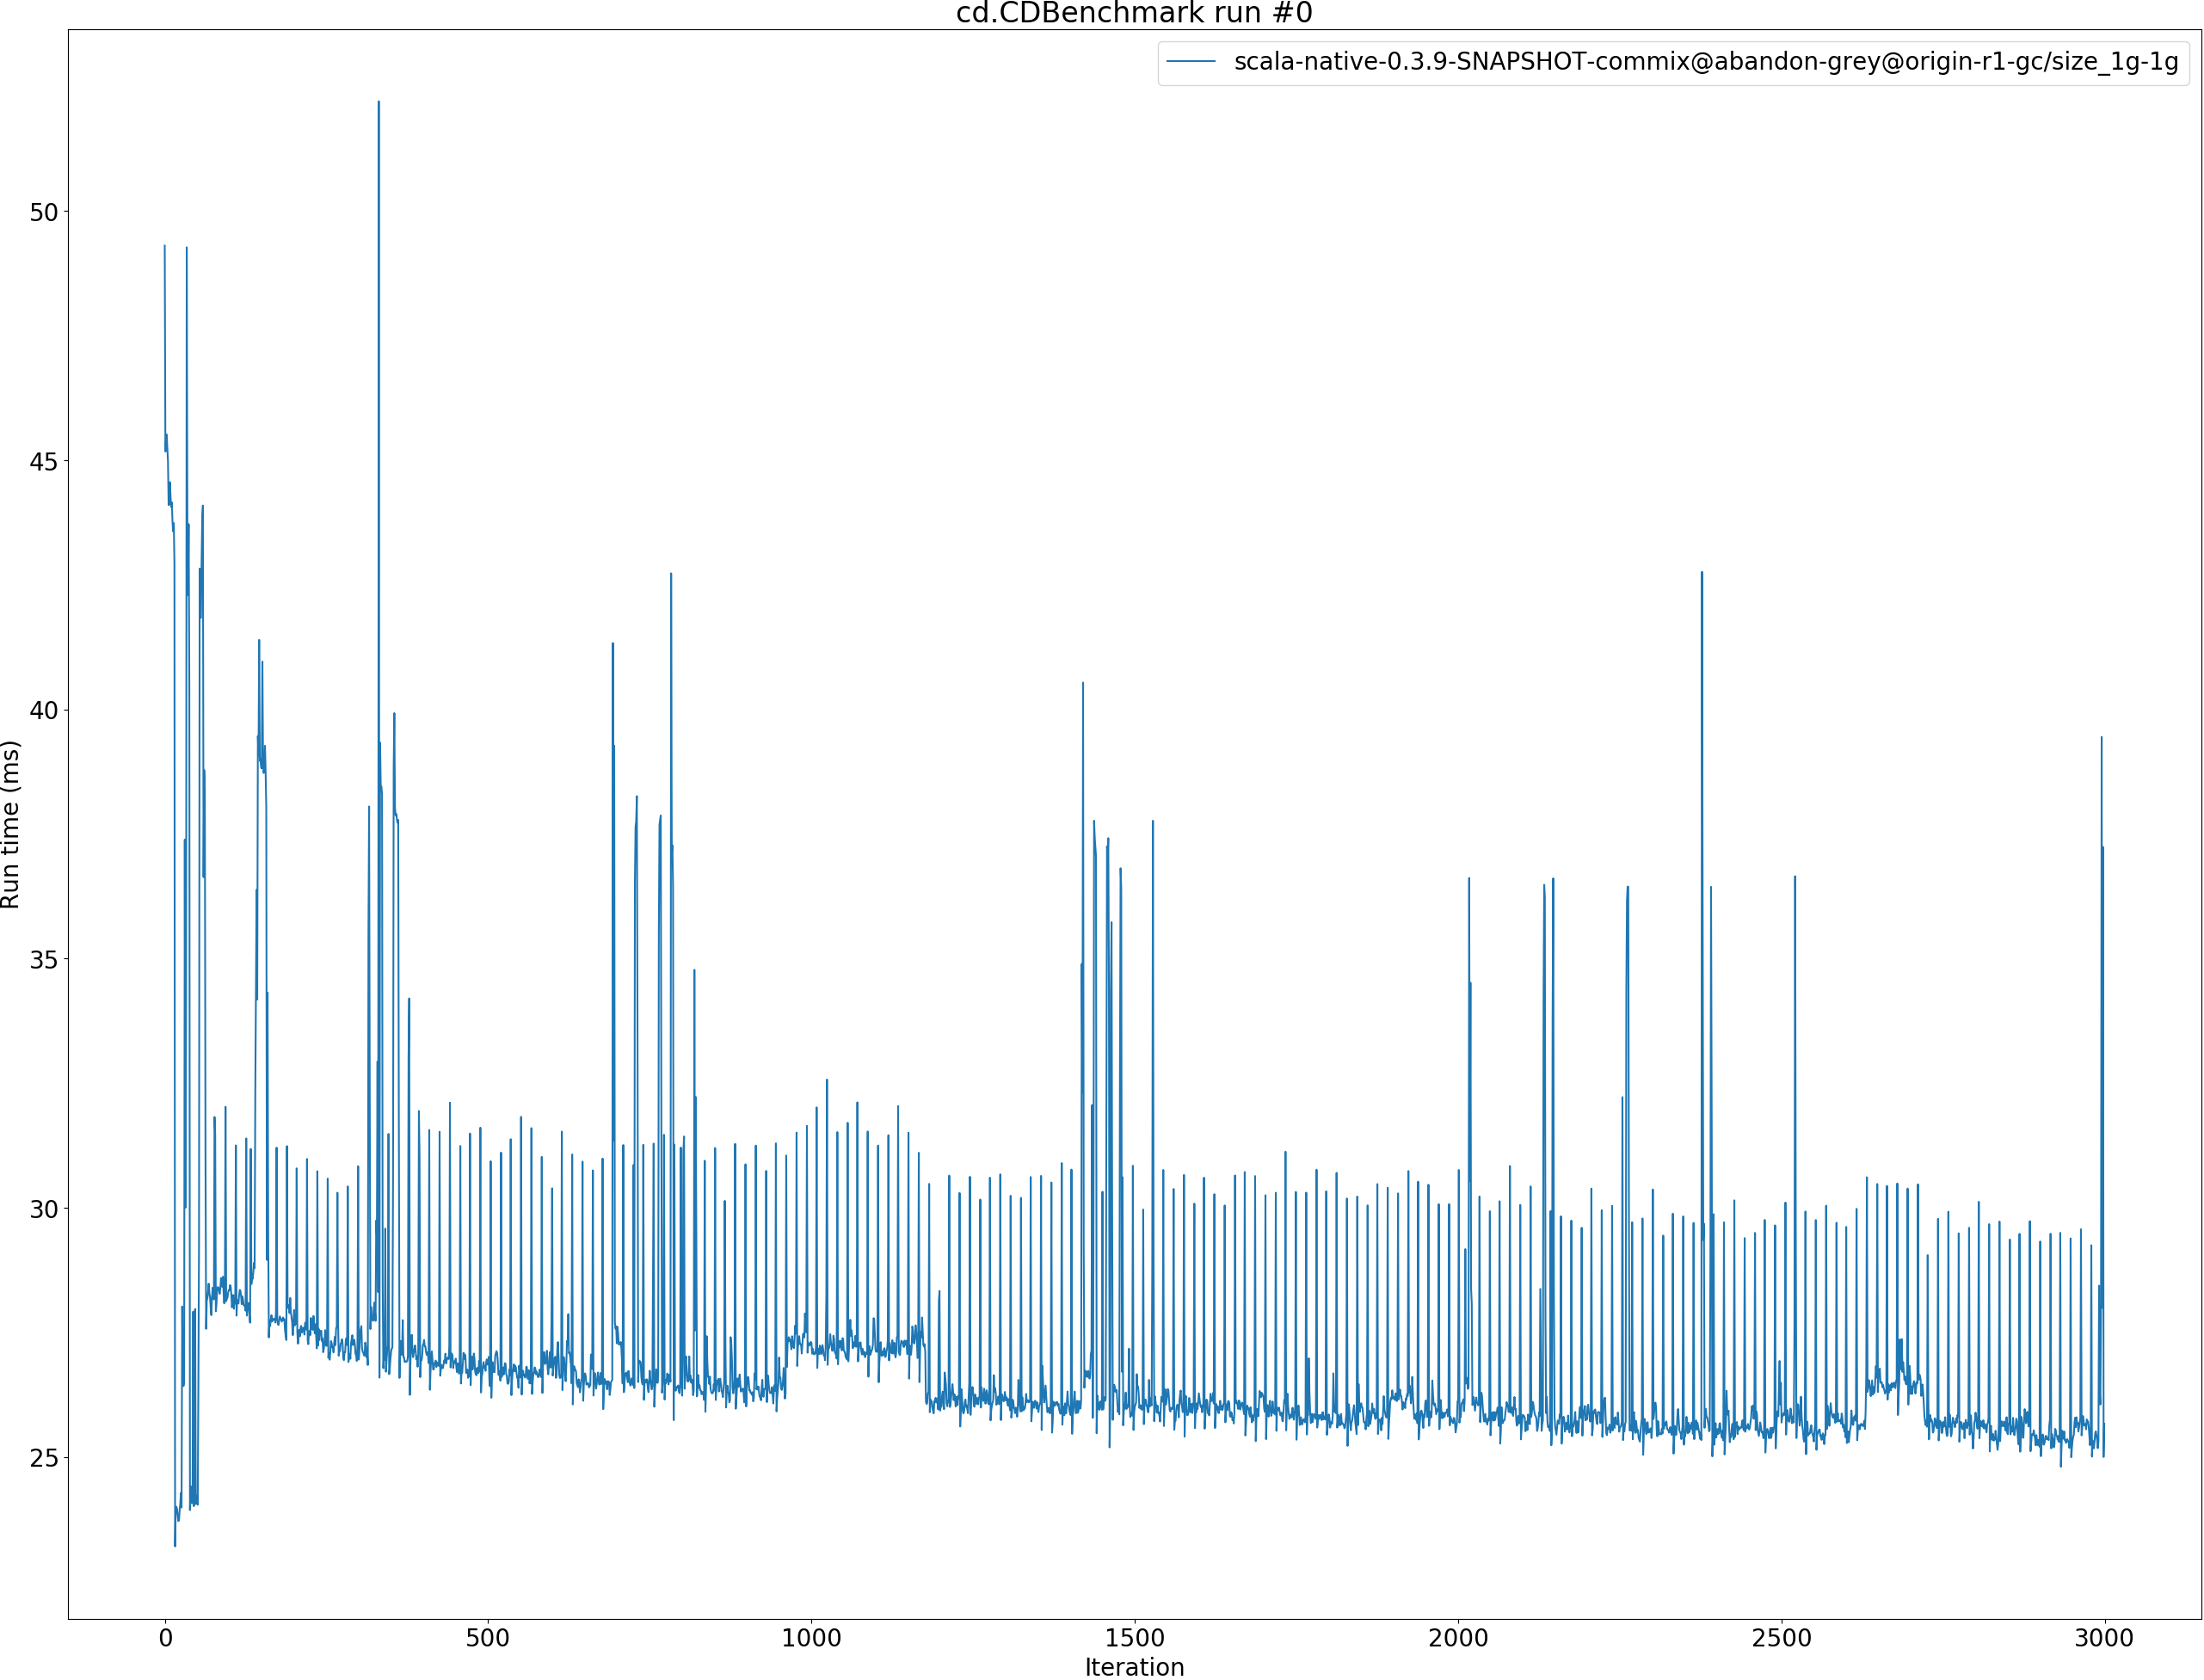 cd.CDBenchmark run #0
scala-native-0.3.9-SNAPSHOT-commix@abandon-grey@origin-r1-gc/size_1g-1g
50
45
40
35
30
25
Run time (ms)
0 500 1000 1500 2000 2500 3000
Iteration